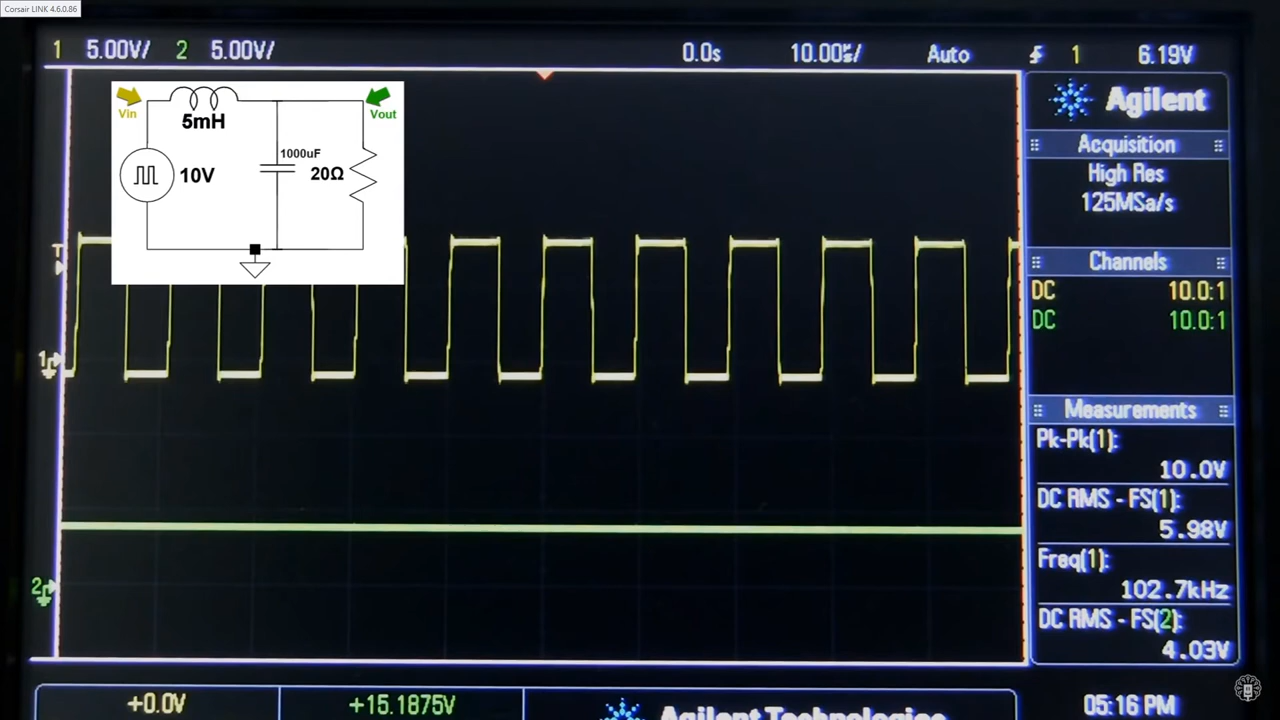 Corsair LINK 4.6.0.86
1 5.00V/ 2 5.00V/ 0.0s 10.00us/ Auto 1 6.19V
Vin
5mH
Vout
10V
1000uF
20Ω
T
1
2
Agilent
Acquisition
High Res
125MSa/s
Channels
DC 10.0:1
DC 10.0:1
Measurements
Pk-Pk(1):
10.0V
DC RMS - FS(1):
5.98V
Freq(1):
102.7kHz
DC RMS - FS(2):
4.03V
+0.0V +15.1875V Agilent Technologies 05:16 PM